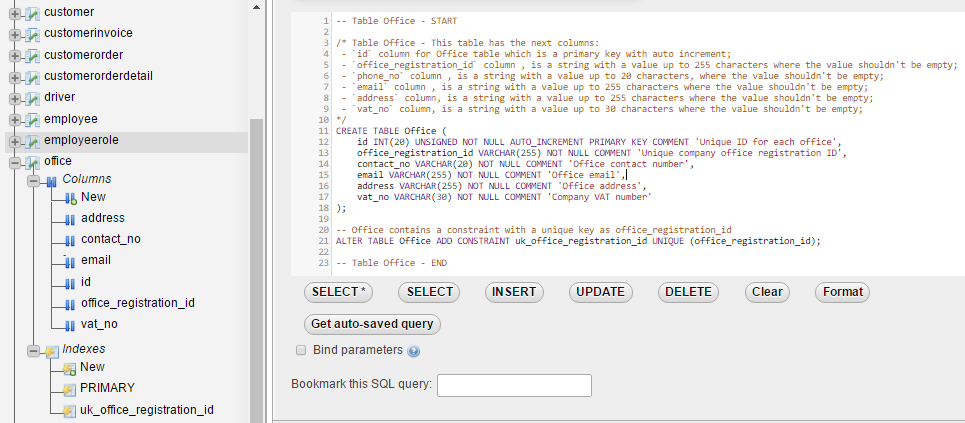 customer
customerinvoice
customerorder
customerorderdetail
driver
employee
employeerole
office
Columns
New
address
contact_no
email
id
office_registration_id
vat_no
Indexes
New
PRIMARY
uk_office_registration_id
1 -- Table Office - START
2
3 /* Table Office - This table has the next columns:
4 - `id` column for Office table which is a primary key with auto increment;
5 - `office_registration_id` column , is a string with a value up to 255 characters where the value shouldn't be empty;
6 - `phone_no` column , is a string with a value up to 20 characters, where the value shouldn't be empty;
7 - `email` column , is a string with a value up to 255 characters where the value shouldn't be empty;
8 - `address` column, is a string with a value up to 255 characters where the value shouldn't be empty;
9 - `vat_no` column, is a string with a value up to 30 characters where the value shouldn't be empty;
10 */
11 CREATE TABLE Office (
12 id INT(20) UNSIGNED NOT NULL AUTO_INCREMENT PRIMARY KEY COMMENT 'Unique ID for each office',
13 office_registration_id VARCHAR(255) NOT NULL COMMENT 'Unique company office registration ID',
14 contact_no VARCHAR(20) NOT NULL COMMENT 'Office contact number',
15 email VARCHAR(255) NOT NULL COMMENT 'Office email',
16 address VARCHAR(255) NOT NULL COMMENT 'Office address',
17 vat_no VARCHAR(30) NOT NULL COMMENT 'Company VAT number'
18 );
19
20 -- Office contains a constraint with a unique key as office_registration_id
21 ALTER TABLE Office ADD CONSTRAINT uk_office_registration_id UNIQUE (office_registration_id);
22
23 -- Table Office - END
SELECT * SELECT INSERT UPDATE DELETE Clear Format
Get auto-saved query
Bind parameters
Bookmark this SQL query: